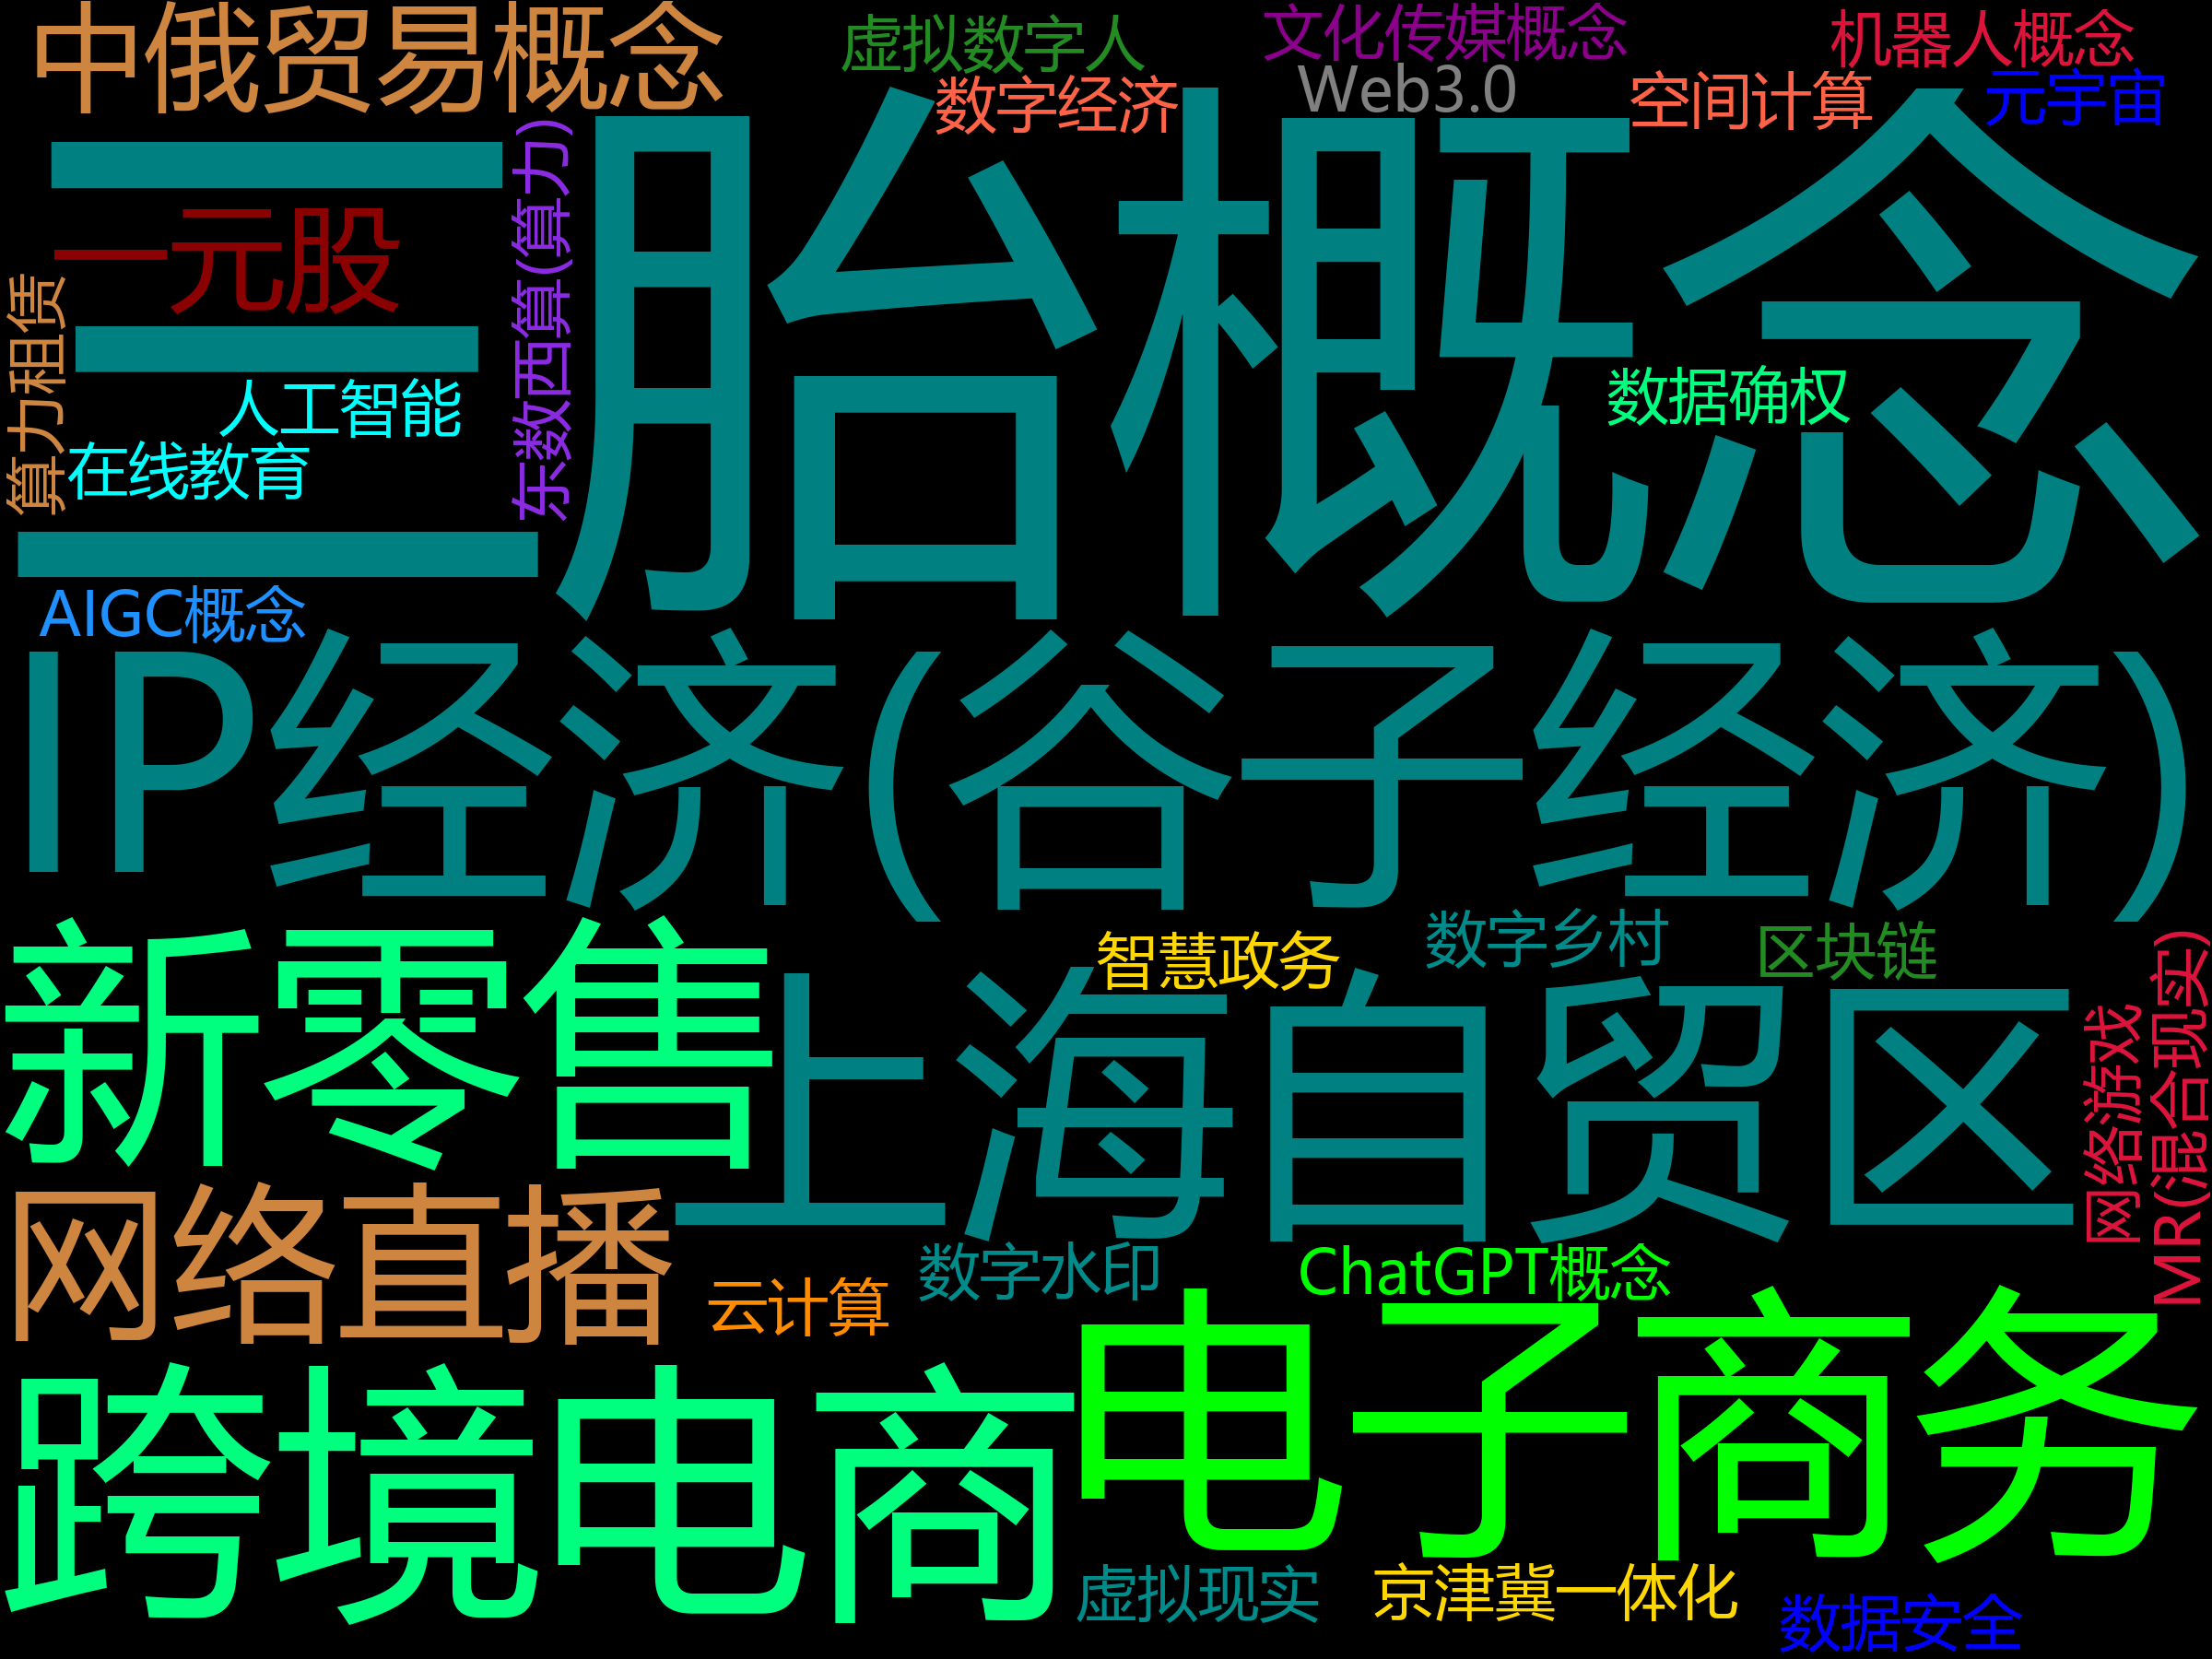 中俄贸易概念
虚拟数字人
文化传媒概念
机器人概念
数字经济
Web3.0
空间计算
元宇宙
三胎概念
一元股
东数西算(算力)
算力租赁
人工智能
在线教育
数据确权
AIGC概念
IP经济(谷子经济)
新零售
智慧政务
数字乡村
区块链
上海自贸区
网络游戏
MR(混合现实)
网络直播
云计算
数字水印
ChatGPT概念
跨境电商
电子商务
虚拟现实
京津冀一体化
数据安全